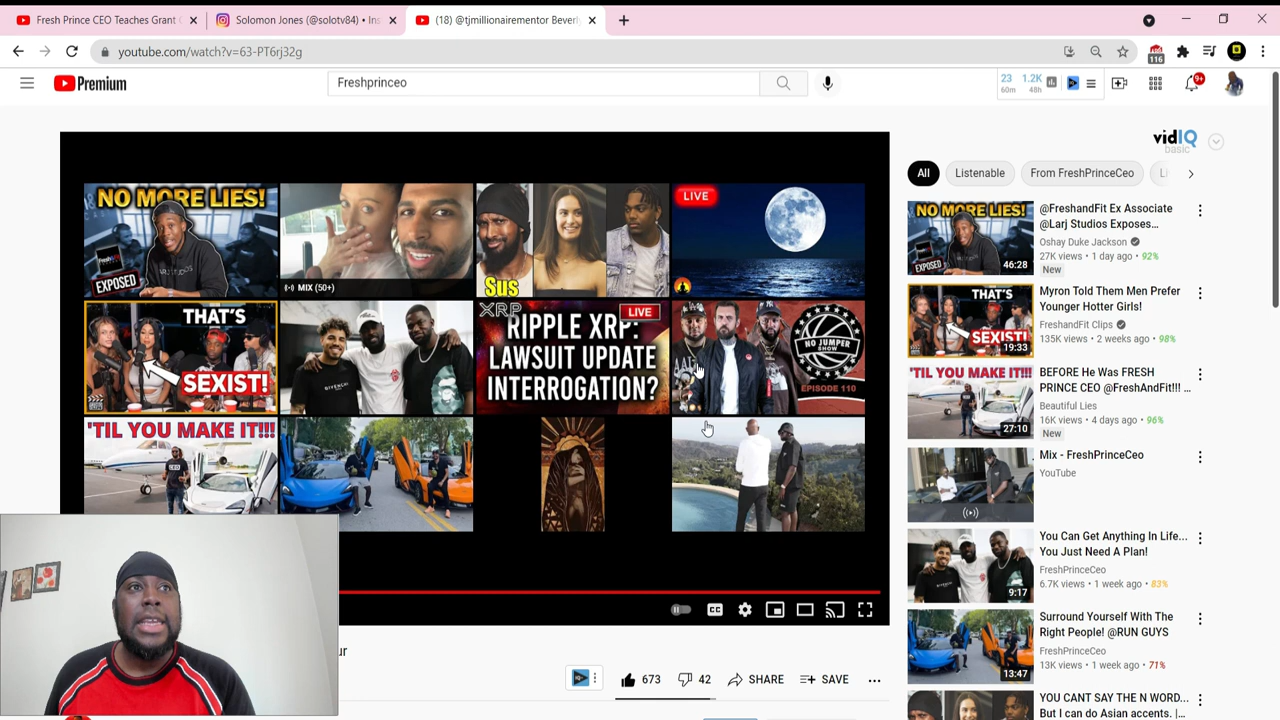 Fresh Prince CEO Teaches Grant
Solomon Jones (@solotv84) • Ins
(18) @tjmillionairementor Beverly
youtube.com/watch?v=63-PT6rj32g
116
Premium
Freshprinceo
23
60m
1.2K
48h
9+
vidIQ
basic
All
Listenable
From FreshPrinceCeo
NO MORE LIES!
FreshFit
EXPOSED
MIX (50+)
Sus
LIVE
THAT'S
SEXIST!
XRP
LIVE
RIPPLE XRP:
LAWSUIT UPDATE
INTERROGATION?
NO JUMPER
SHOW
EPISODE 110
'TIL YOU MAKE IT!!!
CEO
NO MORE LIES!
EXPOSED
46:28
@FreshandFit Ex Associate
@Larj Studios Exposes...
Oshay Duke Jackson
27K views • 1 day ago • 92%
New
THAT'S
SEXIST!
19:33
Myron Told Them Men Prefer
Younger Hotter Girls!
FreshandFit Clips
135K views • 2 weeks ago • 98%
'TIL YOU MAKE IT!!!
27:10
BEFORE He Was FRESH
PRINCE CEO @FreshAndFit!!! ...
Beautiful Lies
16K views • 4 days ago • 96%
New
Mix - FreshPrinceCeo
YouTube
9:17
You Can Get Anything In Life...
You Just Need A Plan!
FreshPrinceCeo
6.7K views • 1 week ago • 83%
13:47
Surround Yourself With The
Right People! @RUN GUYS
FreshPrinceCeo
13K views • 1 week ago • 71%
YOU CANT SAY THE N WORD...
But I can do Asian accents. |...
ur
673
42
SHARE
SAVE